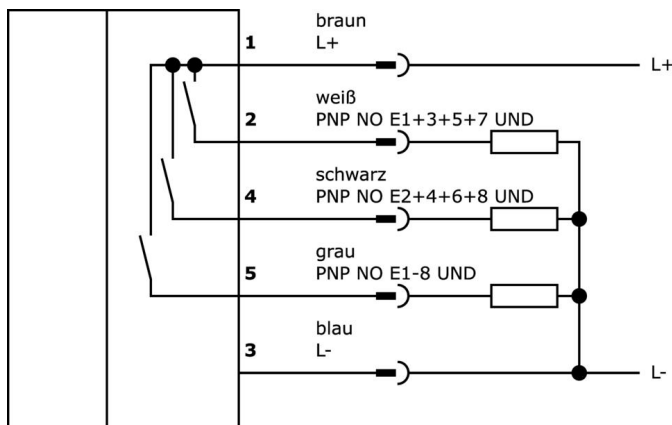 braun
1 L+
L+
weiß
2 PNP NO E1+3+5+7 UND
schwarz
4 PNP NO E2+4+6+8 UND
grau
5 PNP NO E1-8 UND
blau
3 L-
L-